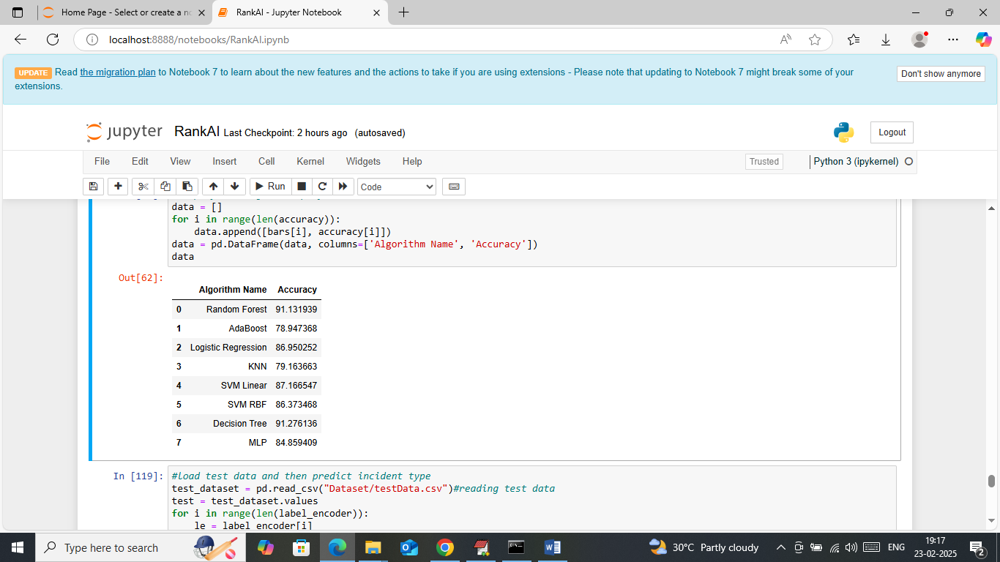 Home Page - Select or create a no
RankAI - Jupyter Notebook
localhost:8888/notebooks/RankAI.ipynb
UPDATE Read the migration plan to Notebook 7 to learn about the new features and the actions to take if you are using extensions - Please note that updating to Notebook 7 might break some of your
extensions.
Don't show anymore
jupyter RankAI Last Checkpoint: 2 hours ago (autosaved)
Logout
File Edit View Insert Cell Kernel Widgets Help
Trusted
Python 3 (ipykernel)
Run
Code
data = []
for i in range(len(accuracy)):
    data.append([bars[i], accuracy[i]])
data = pd.DataFrame(data, columns=['Algorithm Name', 'Accuracy'])
data
Out[62]:
Algorithm Name Accuracy
0 Random Forest 91.131939
1 AdaBoost 78.947368
2 Logistic Regression 86.950252
3 KNN 79.163663
4 SVM Linear 87.166547
5 SVM RBF 86.373468
6 Decision Tree 91.276136
7 MLP 84.859409
In [119]: #load test data and then predict incident type
test_dataset = pd.read_csv("Dataset/testData.csv")#reading test data
test = test_dataset.values
for i in range(len(label_encoder)):
    le = label_encoder[i]
Type here to search
30°C Partly cloudy
ENG
19:17
23-02-2025
2